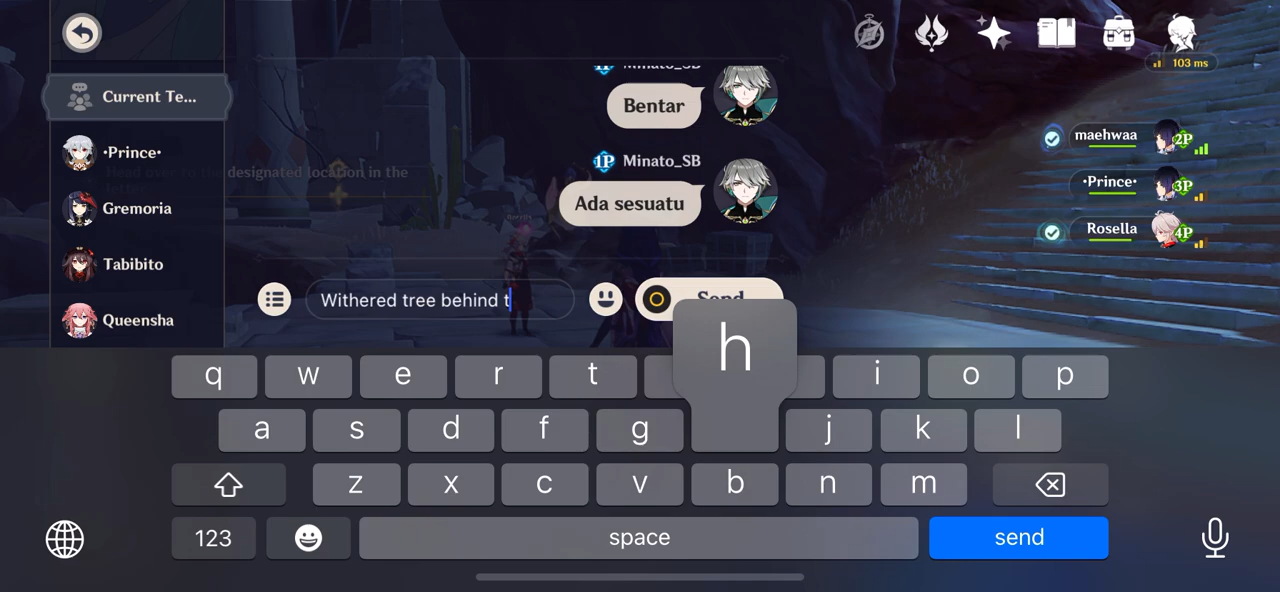 Current Te...
·Prince·
Gremoria
Tabibito
Queensha
Head over to the designated location in the
letter
Minato_SB
Bentar
1P Minato_SB
Ada sesuatu
103 ms
maehwaa 2P
·Prince· 3P
Rosella 4P
Withered tree behind t
Send
h
q w e r t i o p
a s d f g j k l
z x c v b n m
123 space send